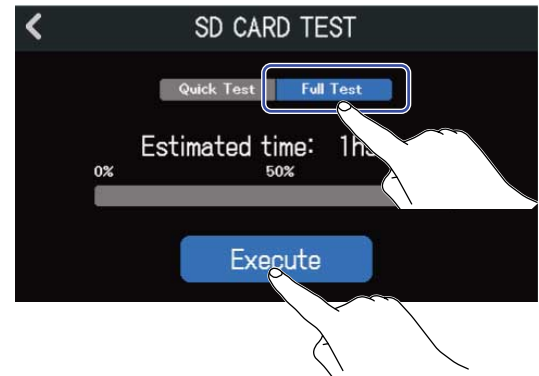 SD CARD TEST
Quick Test Full Test
Estimated time:
0% 50%
Execute